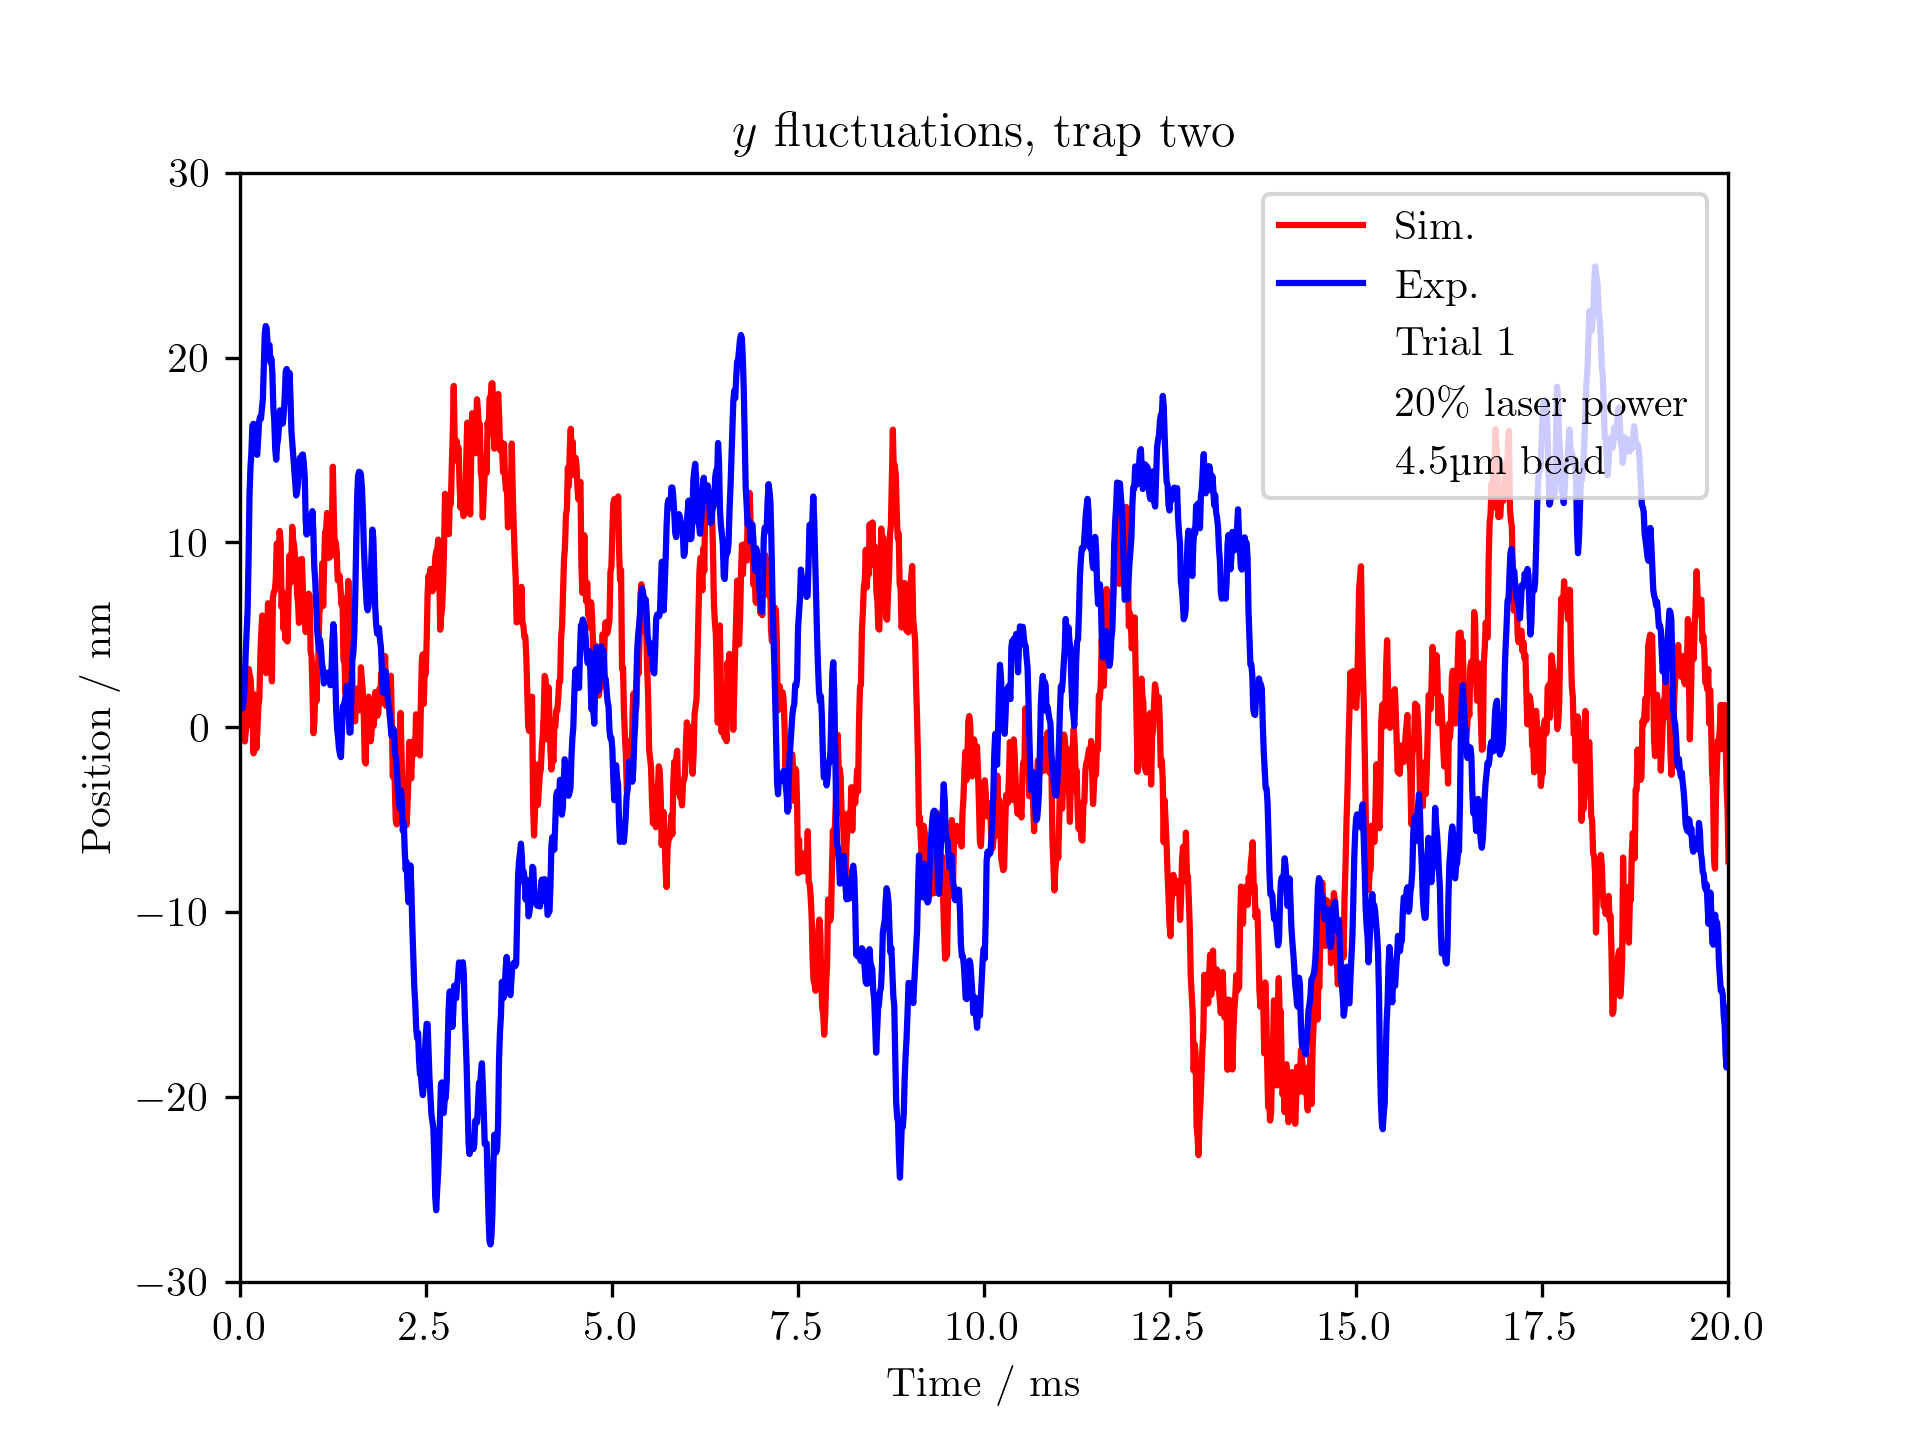 y fluctuations, trap two
30
20
10
0
−10
−20
−30
Position / nm
Sim.
Exp.
Trial 1
20% laser power
4.5µm bead
0.0 2.5 5.0 7.5 10.0 12.5 15.0 17.5 20.0
Time / ms